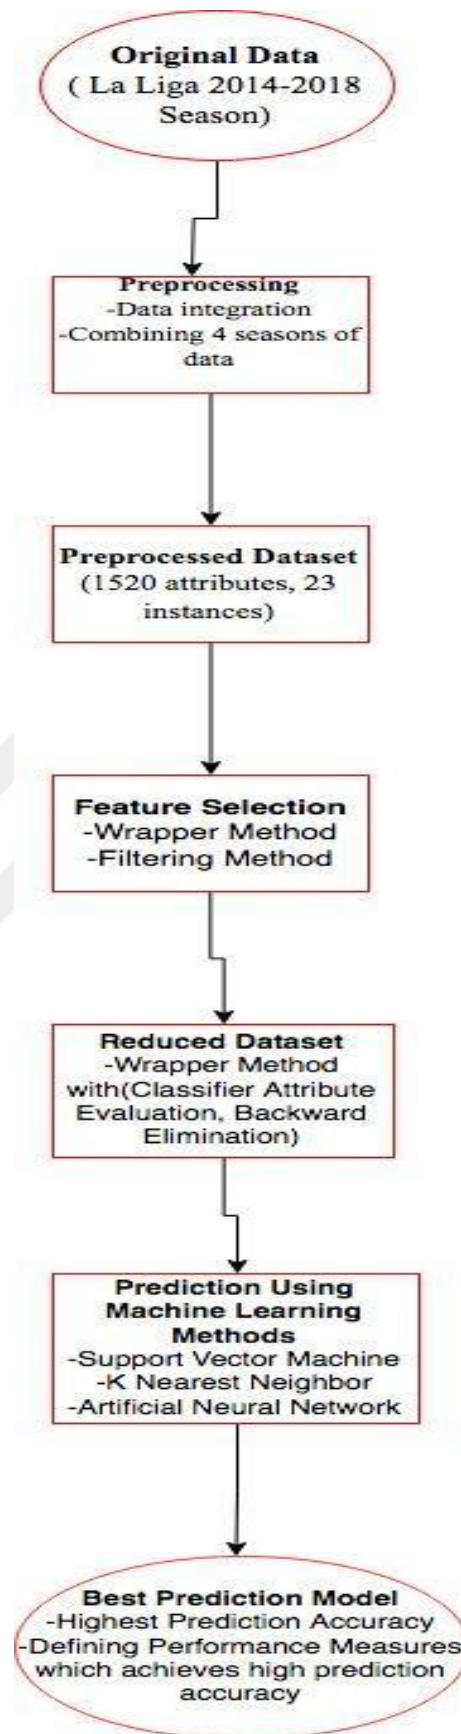 Original Data
( La Liga 2014-2018
Season)
Preprocessing
-Data integration
-Combining 4 seasons of
data
Preprocessed Dataset
(1520 attributes, 23
instances)
Feature Selection
-Wrapper Method
-Filtering Method
Reduced Dataset
-Wrapper Method
with(Classifier Attribute
Evaluation, Backward
Elimination)
Prediction Using
Machine Learning
Methods
-Support Vector Machine
-K Nearest Neighbor
-Artificial Neural Network
Best Prediction Model
-Highest Prediction Accuracy
-Defining Performance Measures
which achieves high prediction
accuracy